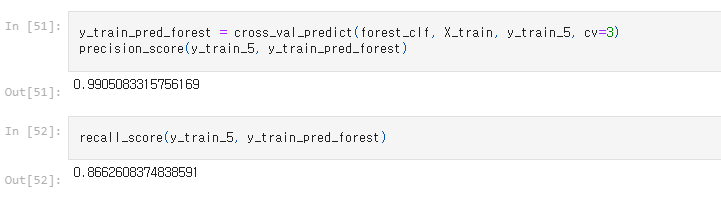 In [51]:
y_train_pred_forest = cross_val_predict(forest_clf, X_train, y_train_5, cv=3)
precision_score(y_train_5, y_train_pred_forest)
Out[51]:
0.9905083315756169
In [52]:
recall_score(y_train_5, y_train_pred_forest)
Out[52]:
0.8662608374838591